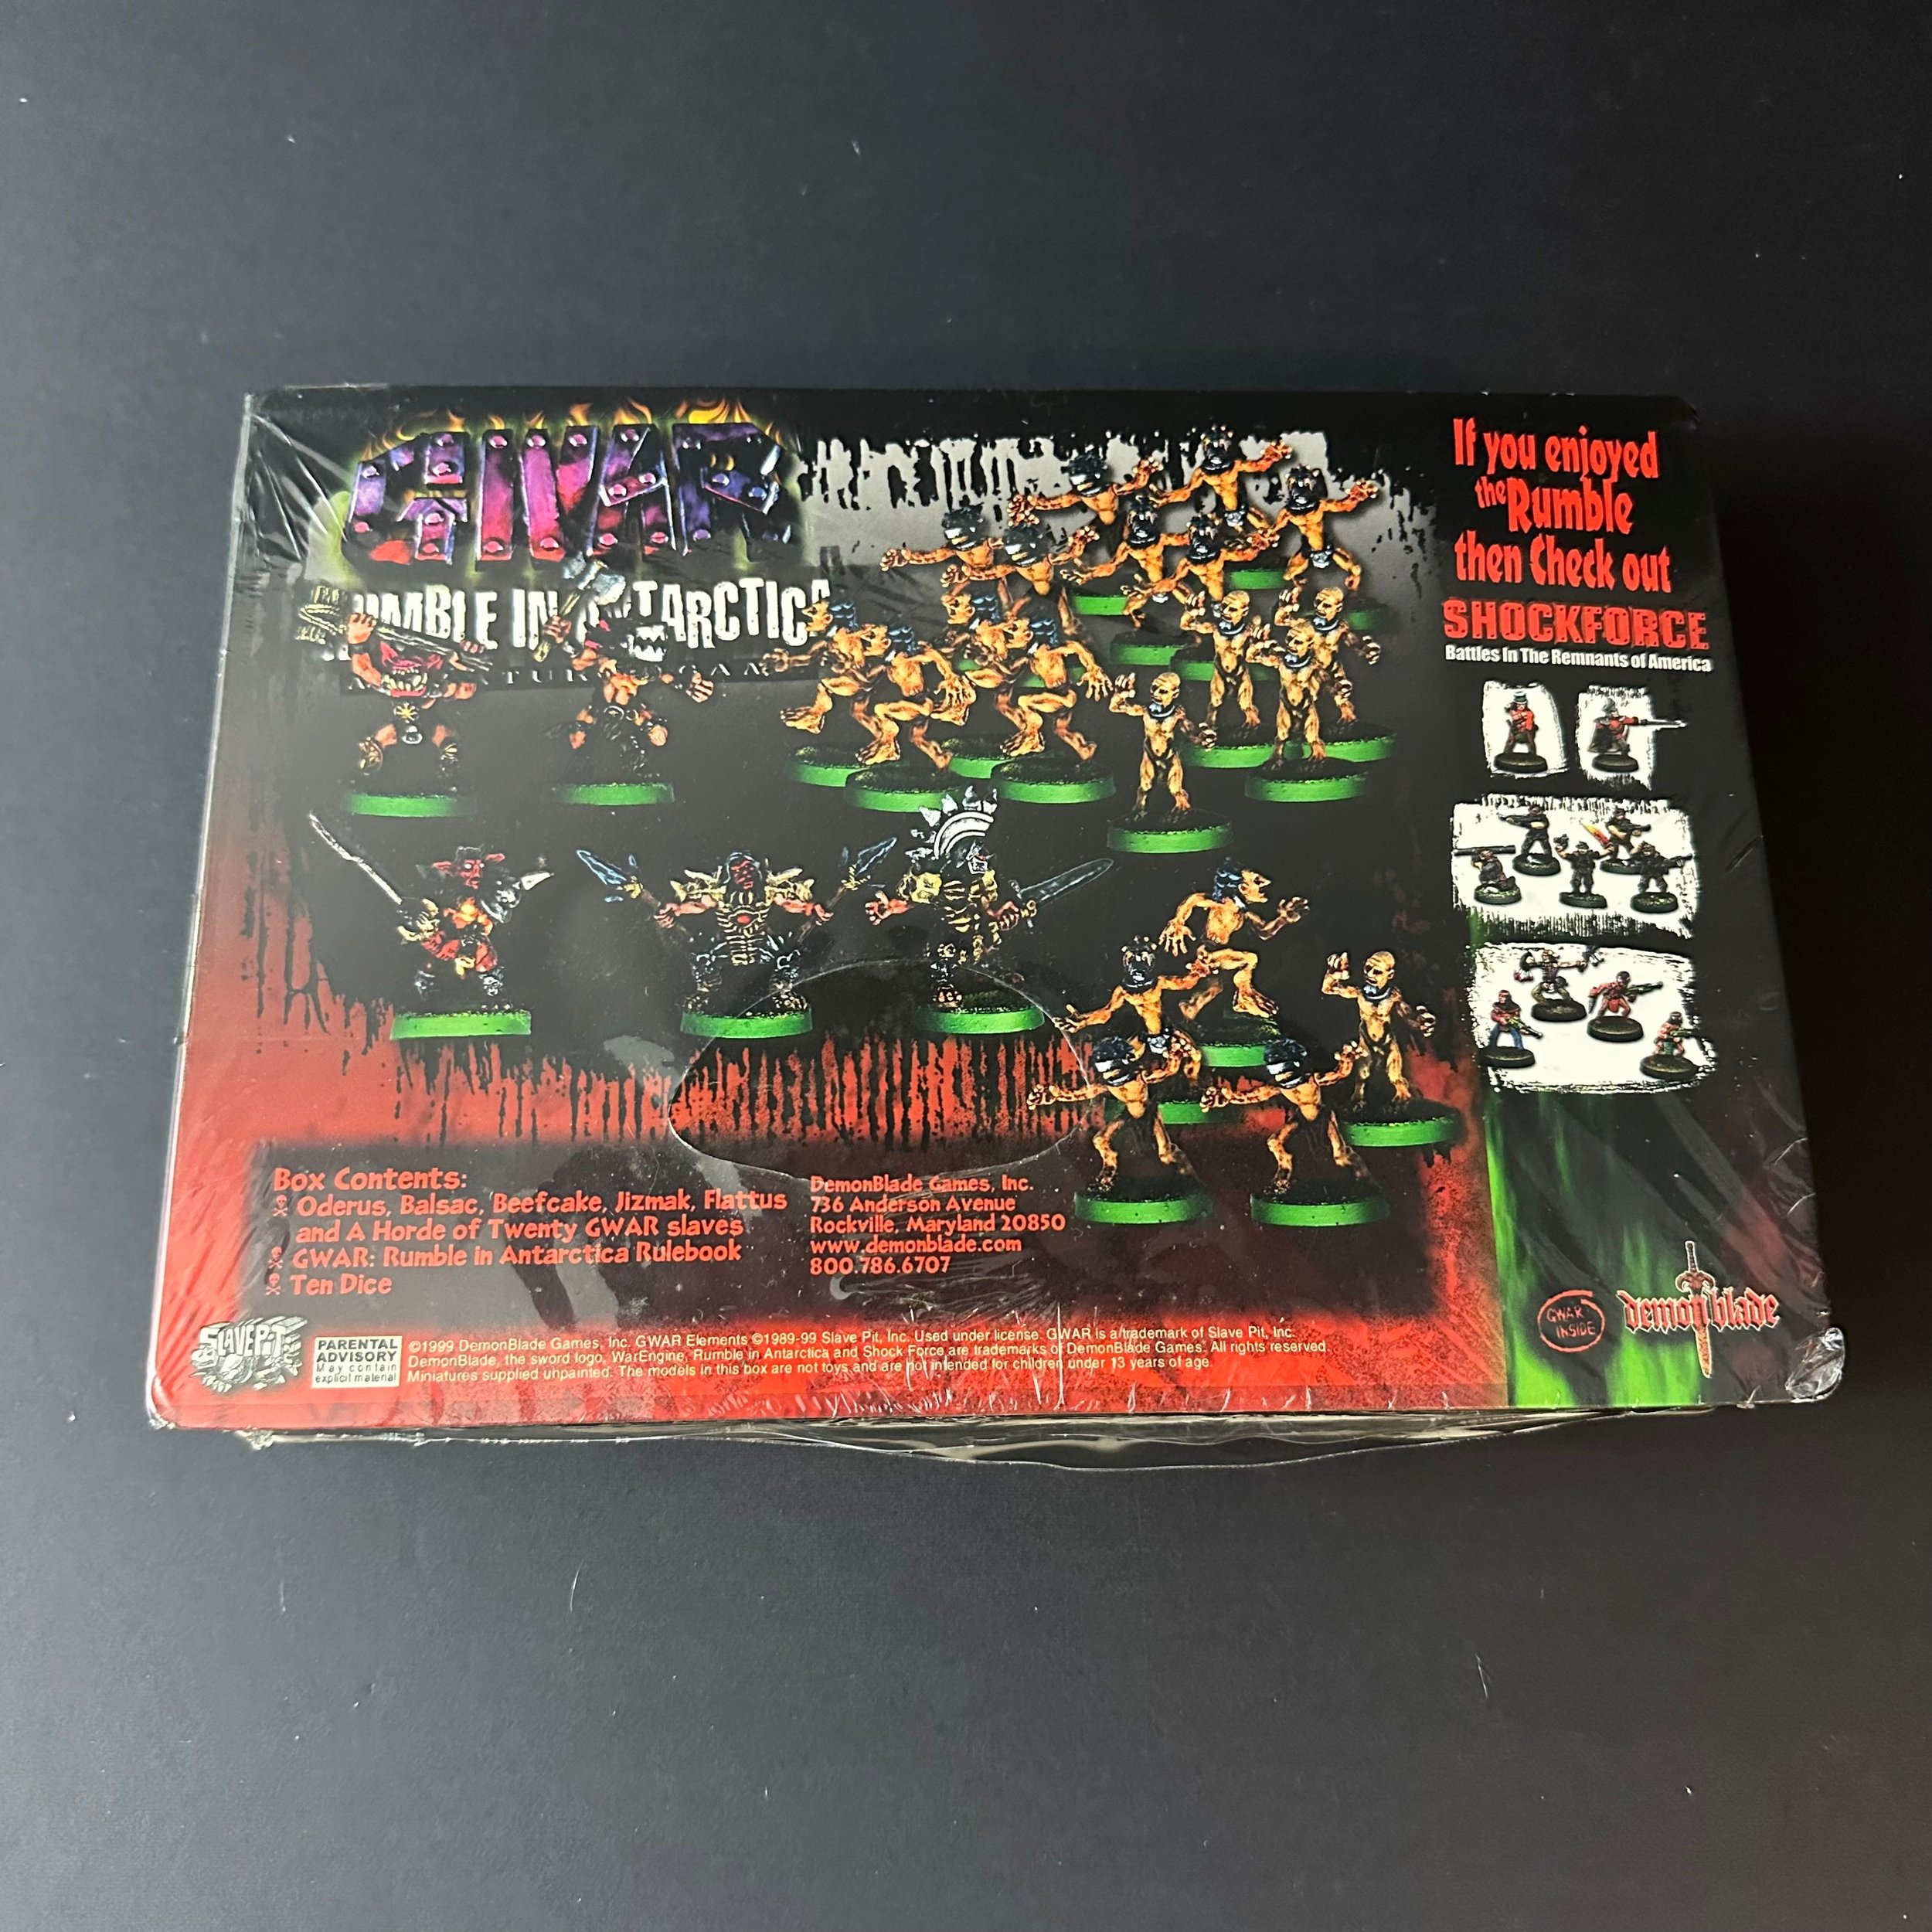 GWAR
RUMBLE IN ANTARCTICA
If you enjoyed
the Rumble
then Check out
SHOCKFORCE
Battles In The Remnants of America
Box Contents:
Oderus, Balsac, Beefcake, Jizmak, Flattus
and A Horde of Twenty GWAR slaves
GWAR: Rumble in Antarctica Rulebook
Ten Dice
DemonBlade Games, Inc.
736 Anderson Avenue
Rockville, Maryland 20850
www.demonblade.com
800.786.6707
SLAVE PIT
PARENTAL
ADVISORY
May contain
explicit material
©1999 DemonBlade Games, Inc. GWAR Elements ©1989-99 Slave Pit, Inc. Used under license. GWAR is a trademark of Slave Pit, Inc.
DemonBlade, the sword logo, WarEngine, Rumble in Antarctica and Shock Force are trademarks of DemonBlade Games. All rights reserved.
Miniatures supplied unpainted. The models in this box are not toys and are not intended for children under 13 years of age.
GWAR
INSIDE
demonblade